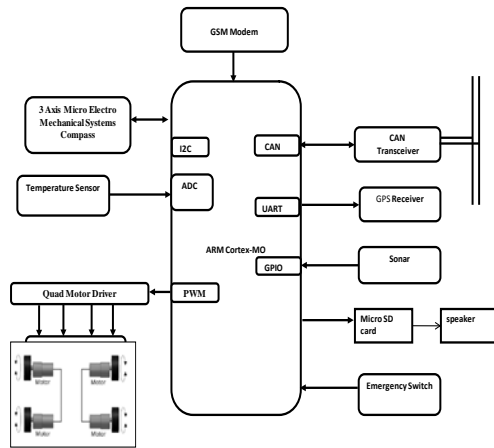 GSM Modem
3 Axis Micro Electro
Mechanical Systems
Compass
I2C
CAN
CAN
Transceiver
Temperature Sensor
ADC
UART
GPS Receiver
ARM Cortex-MO
GPIO
Sonar
Quad Motor Driver
PWM
Micro SD
card
speaker
Motor
Motor
Emergency Switch
Motor
Motor